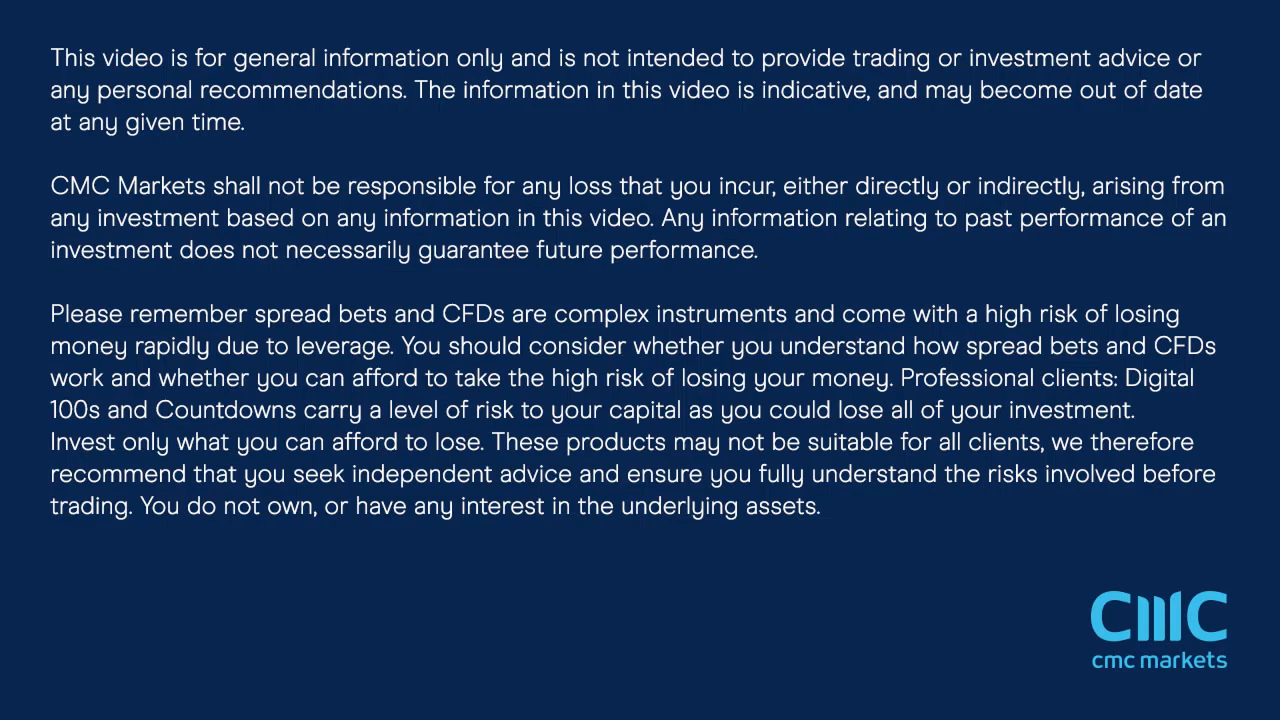 This video is for general information only and is not intended to provide trading or investment advice or
any personal recommendations. The information in this video is indicative, and may become out of date
at any given time.
CMC Markets shall not be responsible for any loss that you incur, either directly or indirectly, arising from
any investment based on any information in this video. Any information relating to past performance of an
investment does not necessarily guarantee future performance.
Please remember spread bets and CFDs are complex instruments and come with a high risk of losing
money rapidly due to leverage. You should consider whether you understand how spread bets and CFDs
work and whether you can afford to take the high risk of losing your money. Professional clients: Digital
100s and Countdowns carry a level of risk to your capital as you could lose all of your investment.
Invest only what you can afford to lose. These products may not be suitable for all clients, we therefore
recommend that you seek independent advice and ensure you fully understand the risks involved before
trading. You do not own, or have any interest in the underlying assets.
CMC
cmc markets